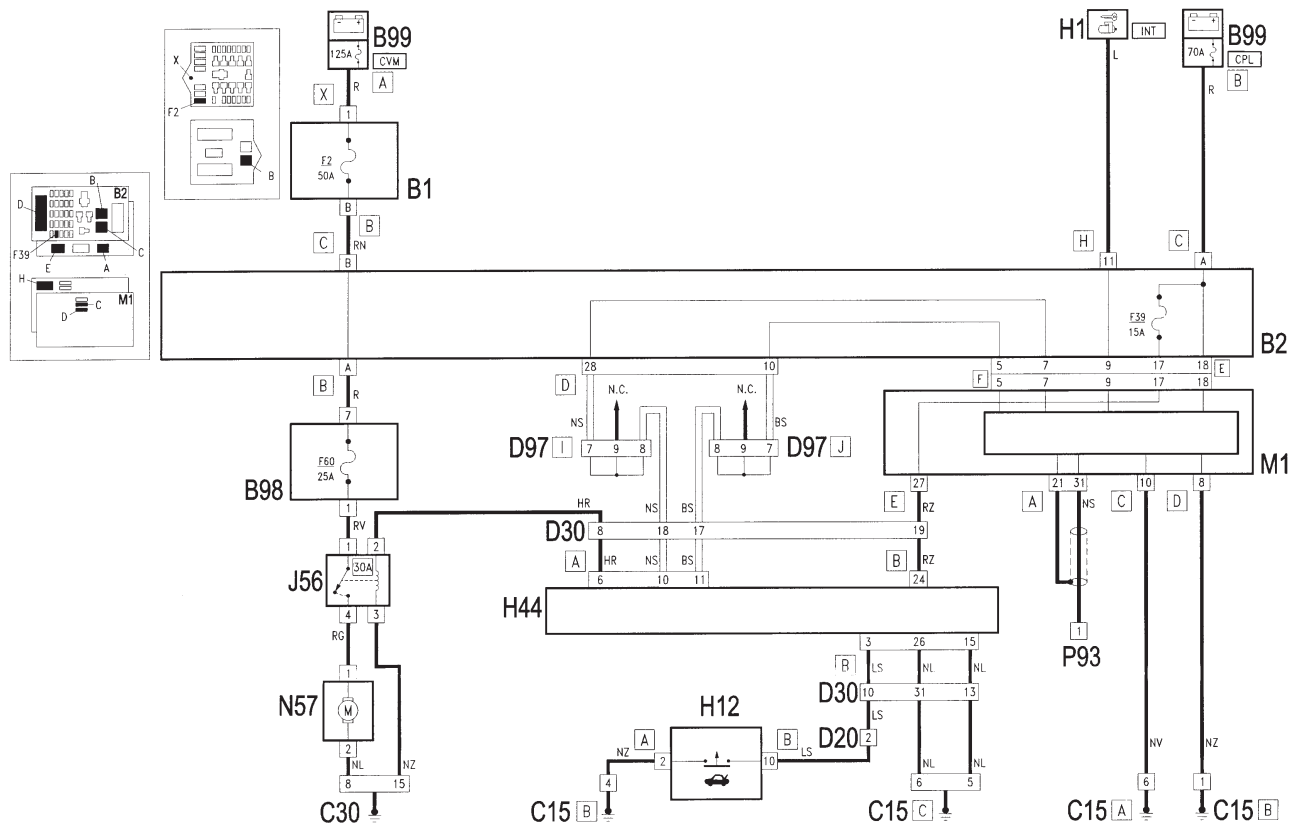 B99
125A
CVM
A
R
X
1
F2
50A
B1
B
B
RN
C
B
X
F2
B
B
B2
D
F39
E
A
C
H
M1
C
D
H1
INT
L
B99
70A
CPL
B
R
H
11
C
A
F39
15A
B2
A
B
R
7
F60
25A
B98
1
RV
1
2
30A
J56
4
3
RG
1
N57
M
2
NL
NZ
8
15
C30
28
10
D
N.C.
N.C.
NS
BS
D97
I
7
9
8
8
9
7
D97
J
HR
NS
BS
D30
8
18
17
19
A
HR
NS
BS
B
RZ
6
10
11
24
H44
5
7
9
17
18
E
F
5
7
9
17
18
M1
27
21
31
10
8
E
RZ
A
NS
C
D
1
P93
3
26
15
B
LS
NL
NL
D30
10
31
13
LS
D20
2
H12
NZ
A
2
10
B
LS
4
C15
B
NL
NL
6
5
C15
C
NV
NZ
6
1
C15
A
C15
B